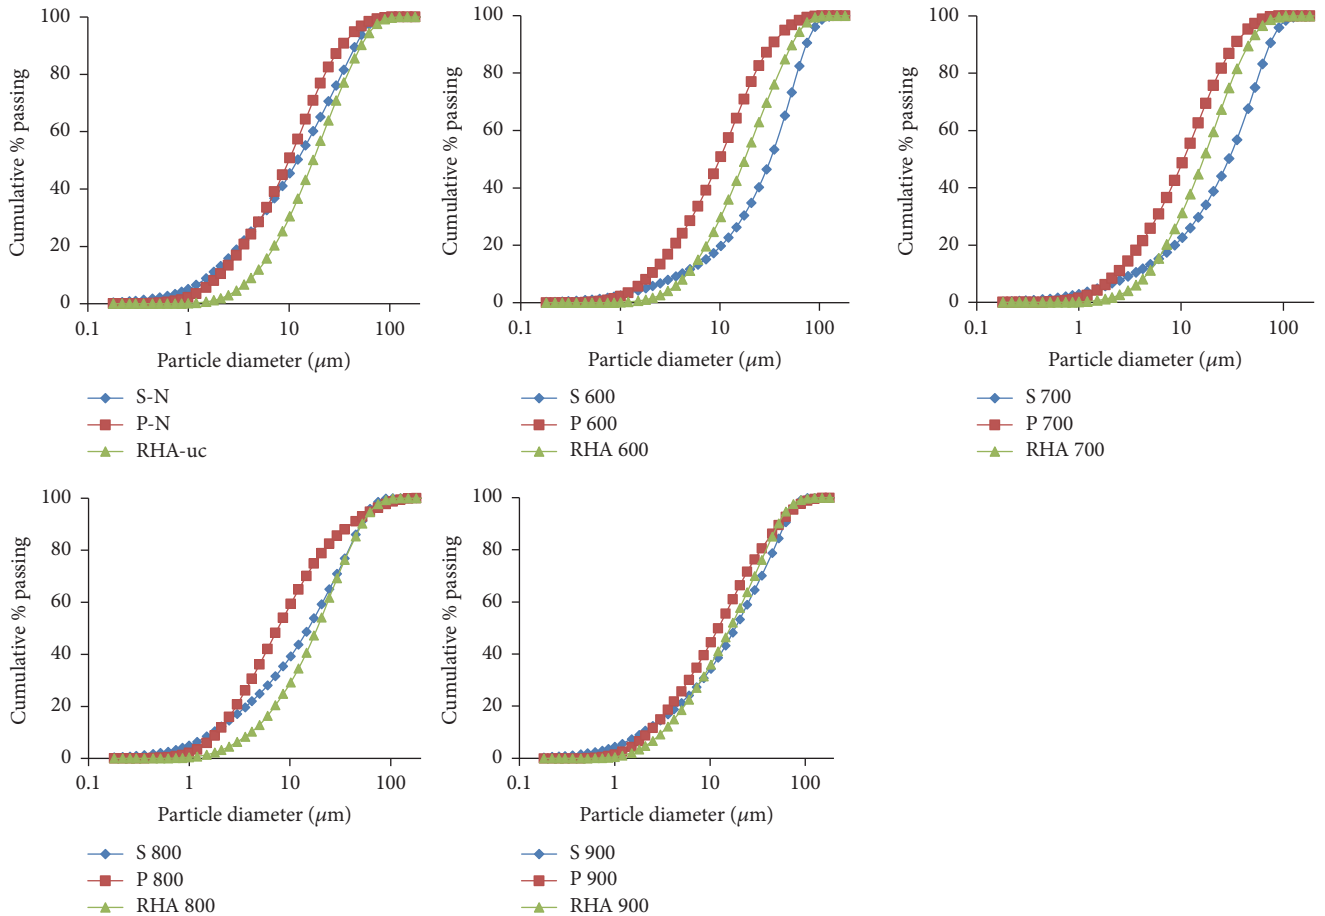 Cumulative % passing
100
80
60
40
20
0
0.1 1 10 100
Particle diameter (μm)
S-N
P-N
RHA-uc
Cumulative % passing
100
80
60
40
20
0
0.1 1 10 100
Particle diameter (μm)
S 600
P 600
RHA 600
Cumulative % passing
100
80
60
40
20
0
0.1 1 10 100
Particle diameter (μm)
S 700
P 700
RHA 700
Cumulative % passing
100
80
60
40
20
0
0.1 1 10 100
Particle diameter (μm)
S 800
P 800
RHA 800
Cumulative % passing
100
80
60
40
20
0
0.1 1 10 100
Particle diameter (μm)
S 900
P 900
RHA 900